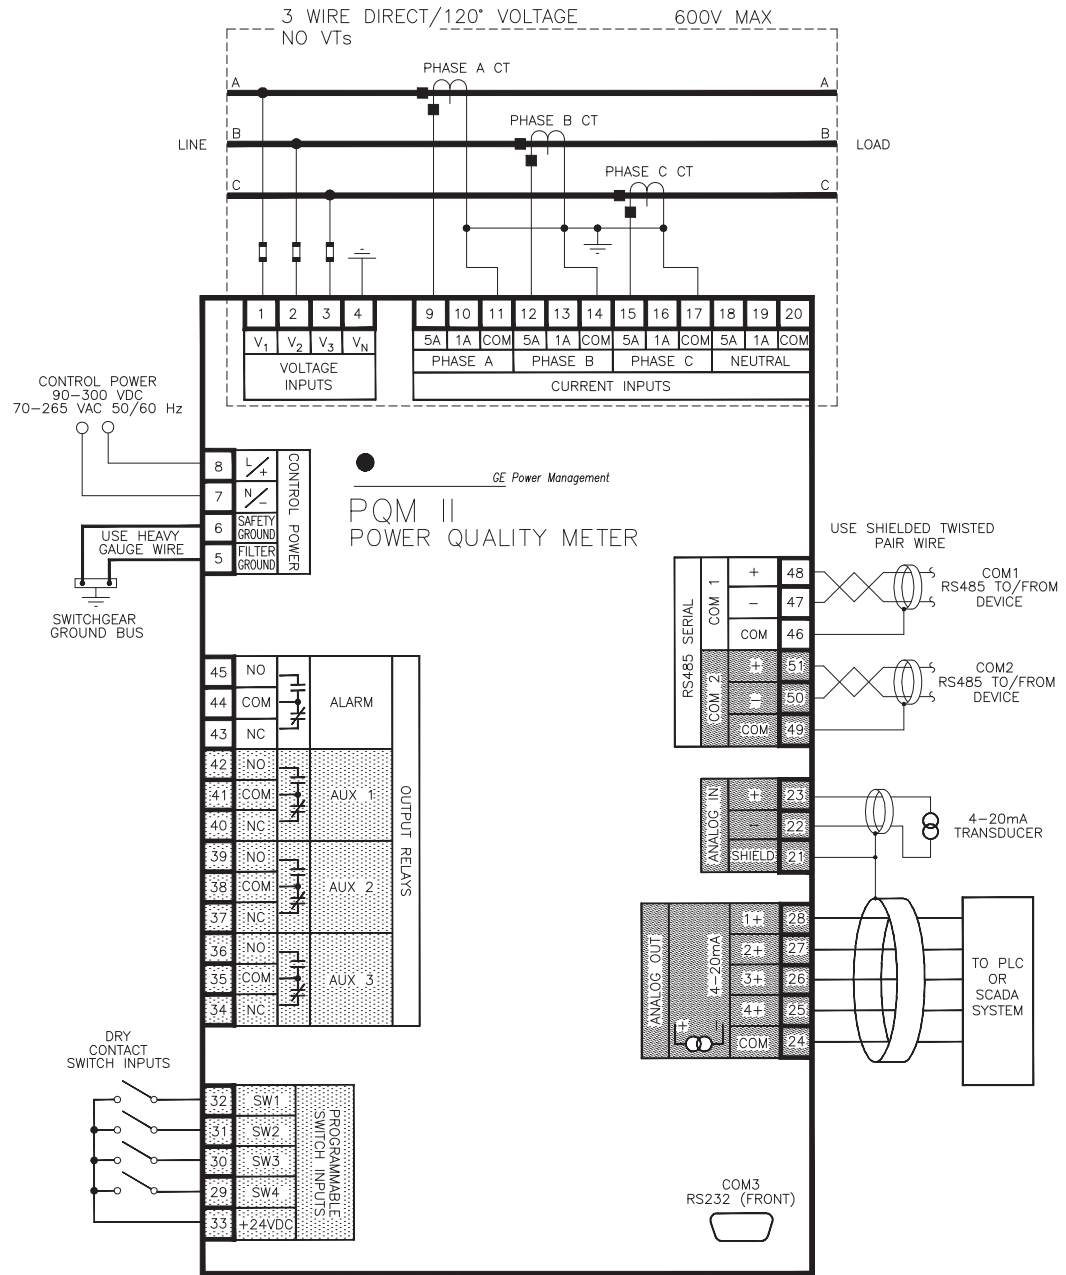 3 WIRE DIRECT/120° VOLTAGE 600V MAX
NO VTs
PHASE A CT
A A
PHASE B CT
LINE B B LOAD
PHASE C CT
C C
1 2 3 4 9 10 11 12 13 14 15 16 17 18 19 20
V1 V2 V3 VN 5A 1A COM 5A 1A COM 5A 1A COM 5A 1A COM
VOLTAGE
INPUTS
PHASE A PHASE B PHASE C NEUTRAL
CURRENT INPUTS
CONTROL POWER
90-300 VDC
70-265 VAC 50/60 Hz
8 L/+
7 N/-
6 SAFETY
GROUND
5 FILTER
GROUND
CONTROL POWER
USE HEAVY
GAUGE WIRE
SWITCHGEAR
GROUND BUS
GE Power Management
PQM II
POWER QUALITY METER
USE SHIELDED TWISTED
PAIR WIRE
RS485 SERIAL
COM 1
+ 48
- 47
COM 46
COM1
RS485 TO/FROM
DEVICE
COM 2
+ 51
- 50
COM 49
COM2
RS485 TO/FROM
DEVICE
45 NO
44 COM ALARM
43 NC
42 NO
41 COM AUX 1
40 NC
39 NO
38 COM AUX 2
37 NC
36 NO
35 COM AUX 3
34 NC
OUTPUT RELAYS
ANALOG IN
+ 23
- 22
SHIELD 21
4-20mA
TRANSDUCER
ANALOG OUT
4-20mA
+ -
1+ 28
2+ 27
3+ 26
4+ 25
COM 24
TO PLC
OR
SCADA
SYSTEM
DRY
CONTACT
SWITCH INPUTS
32 SW1
31 SW2
30 SW3
29 SW4
33 +24VDC
PROGRAMMABLE
SWITCH INPUTS
COM3
RS232 (FRONT)